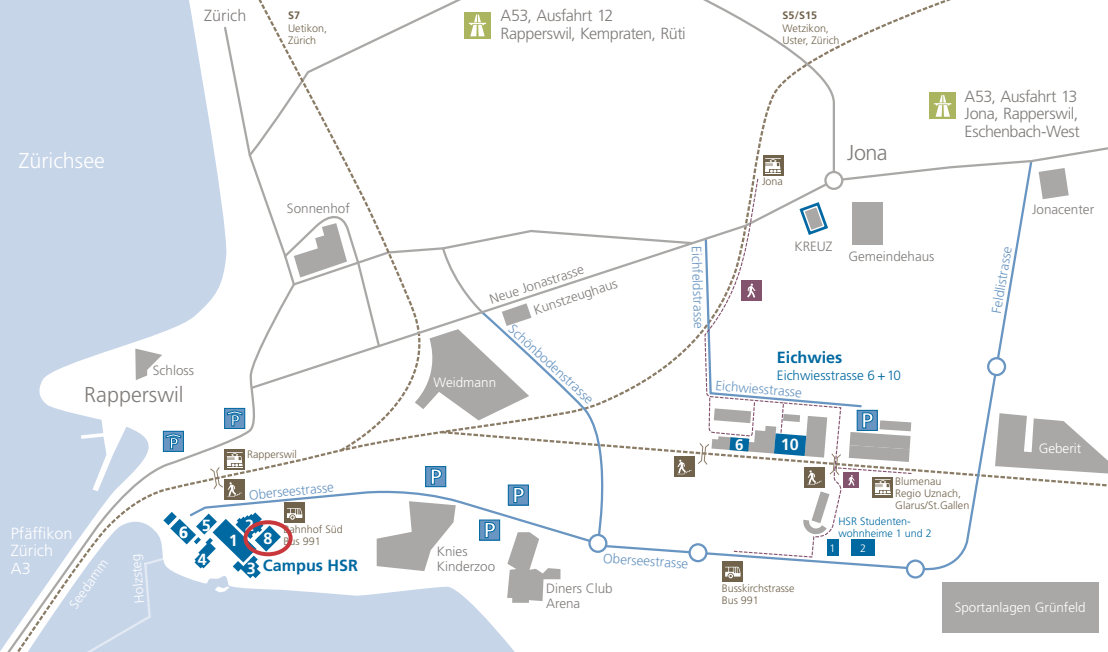 Zürich
S7
Uetikon,
Zürich
A53, Ausfahrt 12
Rapperswil, Kempraten, Rüti
S5/S15
Wetzikon,
Uster, Zürich
A53, Ausfahrt 13
Jona, Rapperswil,
Eschenbach-West
Zürichsee
Jona
Jona
Jonacenter
Sonnenhof
KREUZ
Gemeindehaus
Eichfeldstrasse
Feldlistrasse
Neue Jonastrasse
Kunstzeughaus
Schönbodenstrasse
Eichwies
Eichwiesstrasse 6 + 10
Schloss
Rapperswil
Weidmann
Eichwiesstrasse
P
P
P
6
10
Geberit
Rapperswil
P
P
P
Oberseestrasse
Blumenau
Regio Uznach,
Glarus/St.Gallen
Bahnhof Süd
Bus 991
6
5
2
1
8
4
3
Campus HSR
HSR Studenten-
wohnheime 1 und 2
1
2
Pfäffikon
Zürich
A3
Seedamm
Holzsteg
Knies
Kinderzoo
Oberseestrasse
Diners Club
Arena
Busskirchstrasse
Bus 991
Sportanlagen Grünfeld